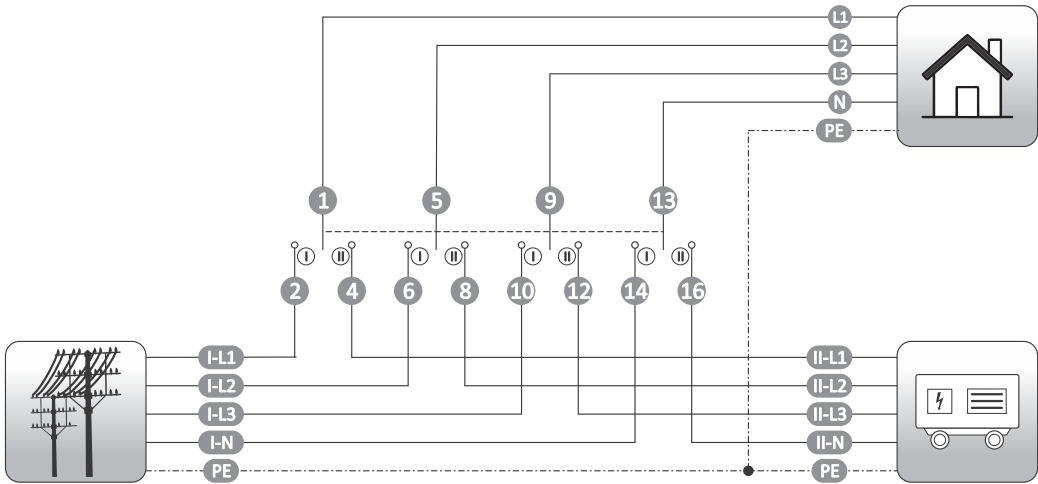 L1
L2
L3
N
PE
1 5 9 13
I II I II I II I II
2 4 6 8 10 12 14 16
I-L1 II-L1
I-L2 II-L2
I-L3 II-L3
I-N II-N
PE PE